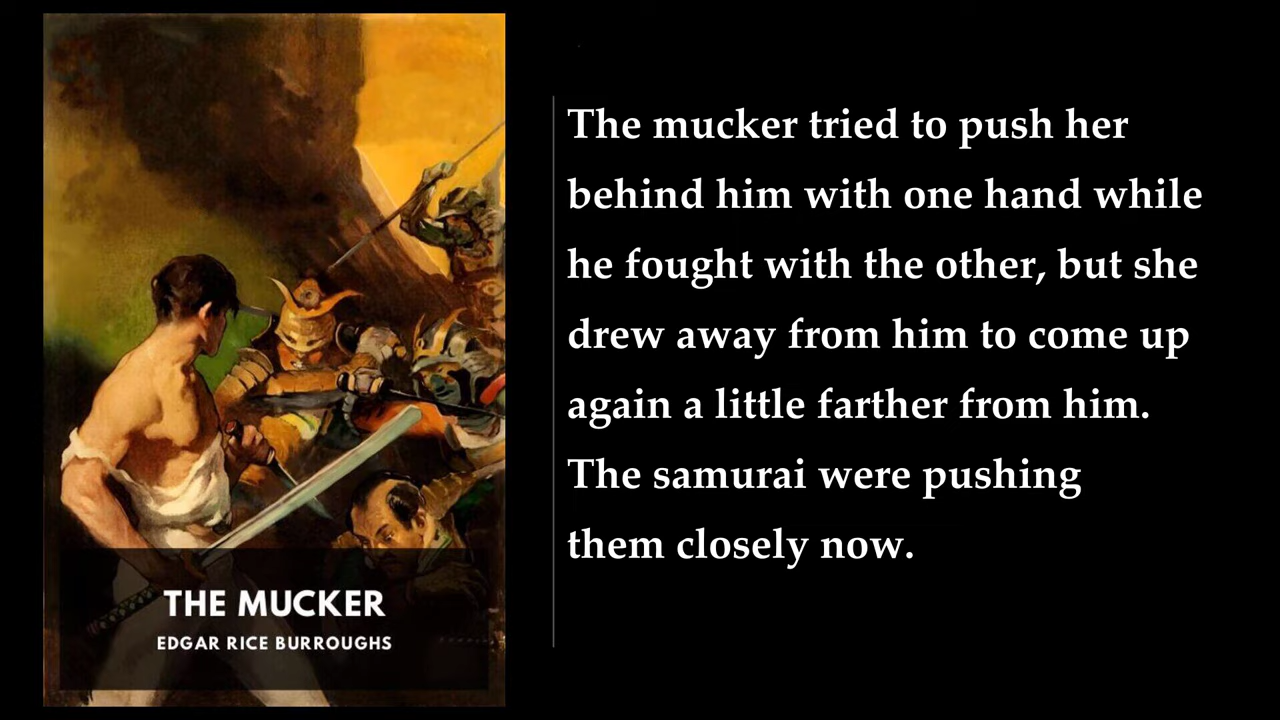 THE MUCKER
EDGAR RICE BURROUGHS
The mucker tried to push her
behind him with one hand while
he fought with the other, but she
drew away from him to come up
again a little farther from him.
The samurai were pushing
them closely now.